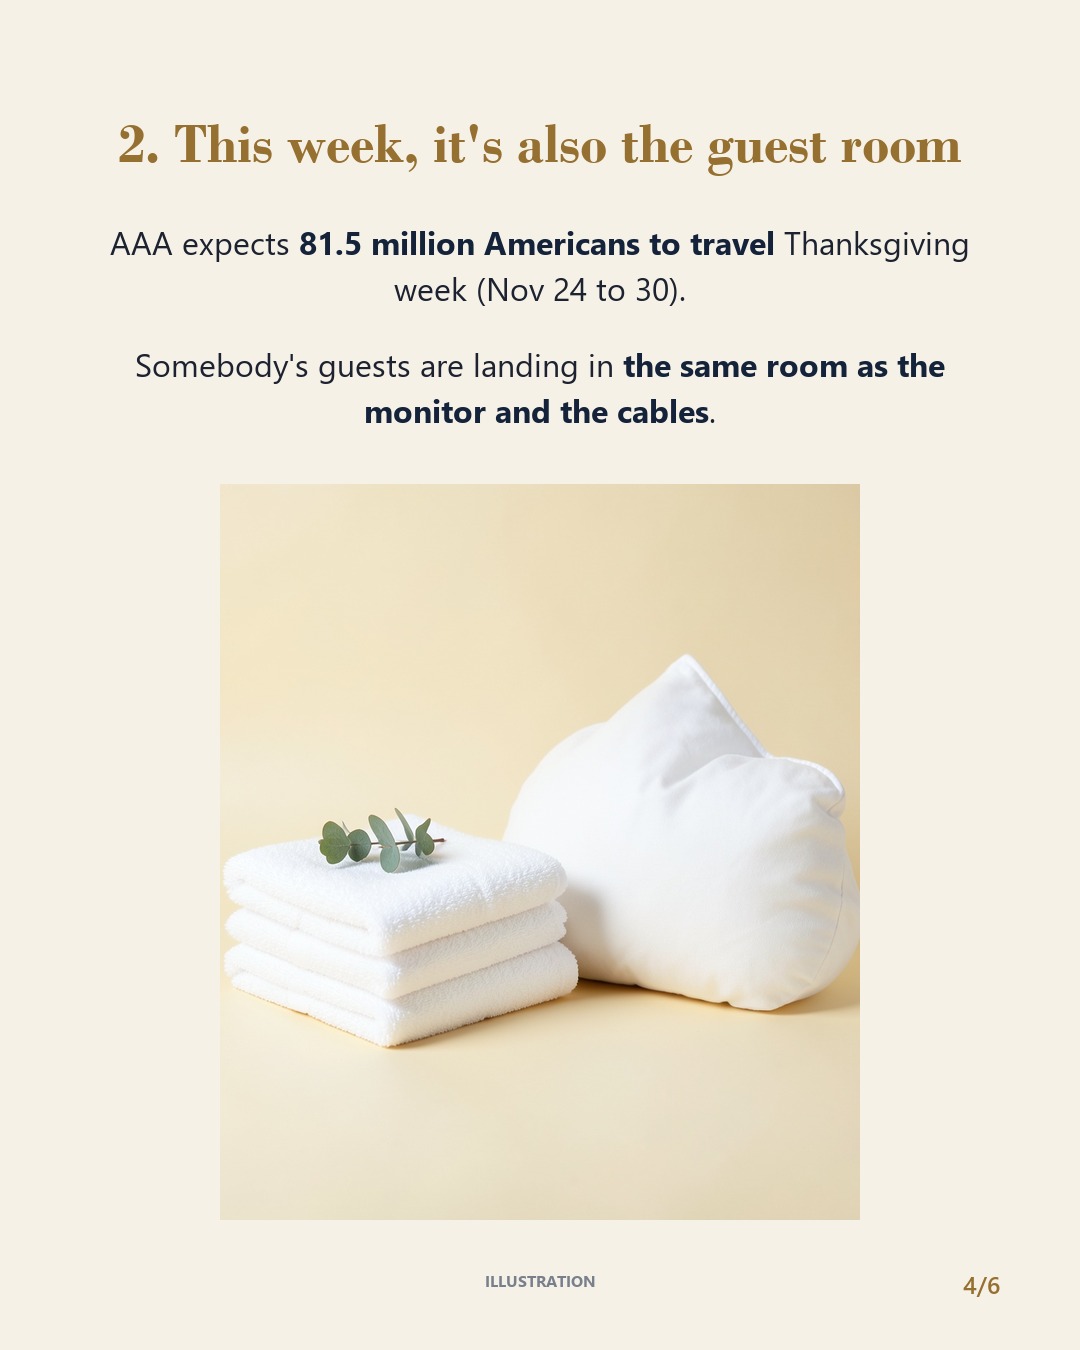 2. This week, it's also the guest room
AAA expects 81.5 million Americans to travel Thanksgiving
week (Nov 24 to 30).
Somebody's guests are landing in the same room as the
monitor and the cables.
ILLUSTRATION
4/6